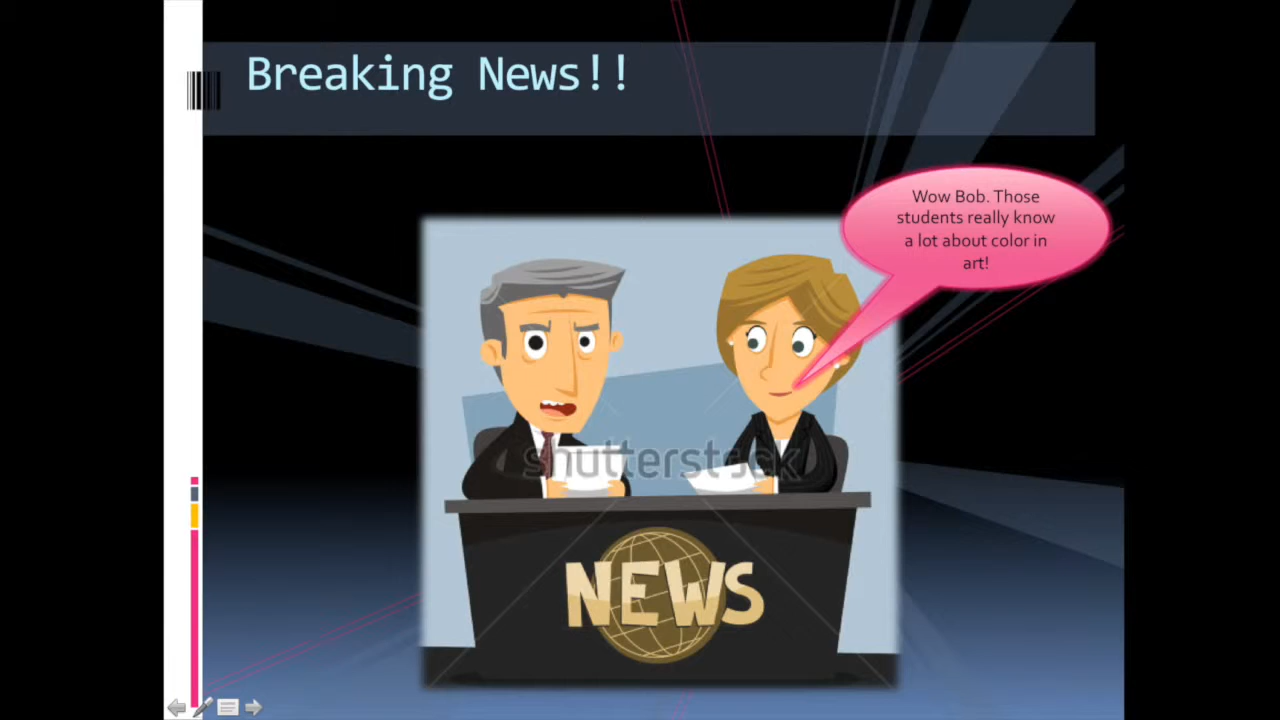 Breaking News!!
Wow Bob. Those
students really know
a lot about color in
art!
shutterstock
NEWS